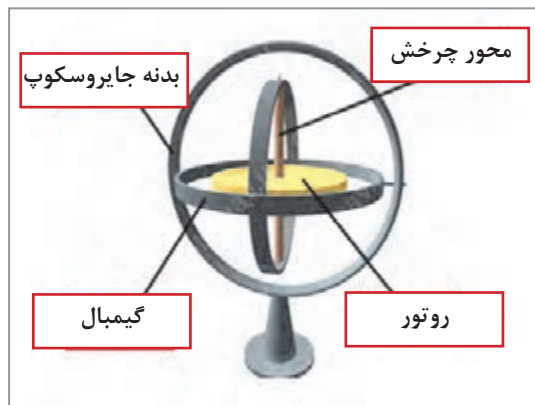 محور چرخش
بدنه جایروسکوپ
گیمبال
روتور